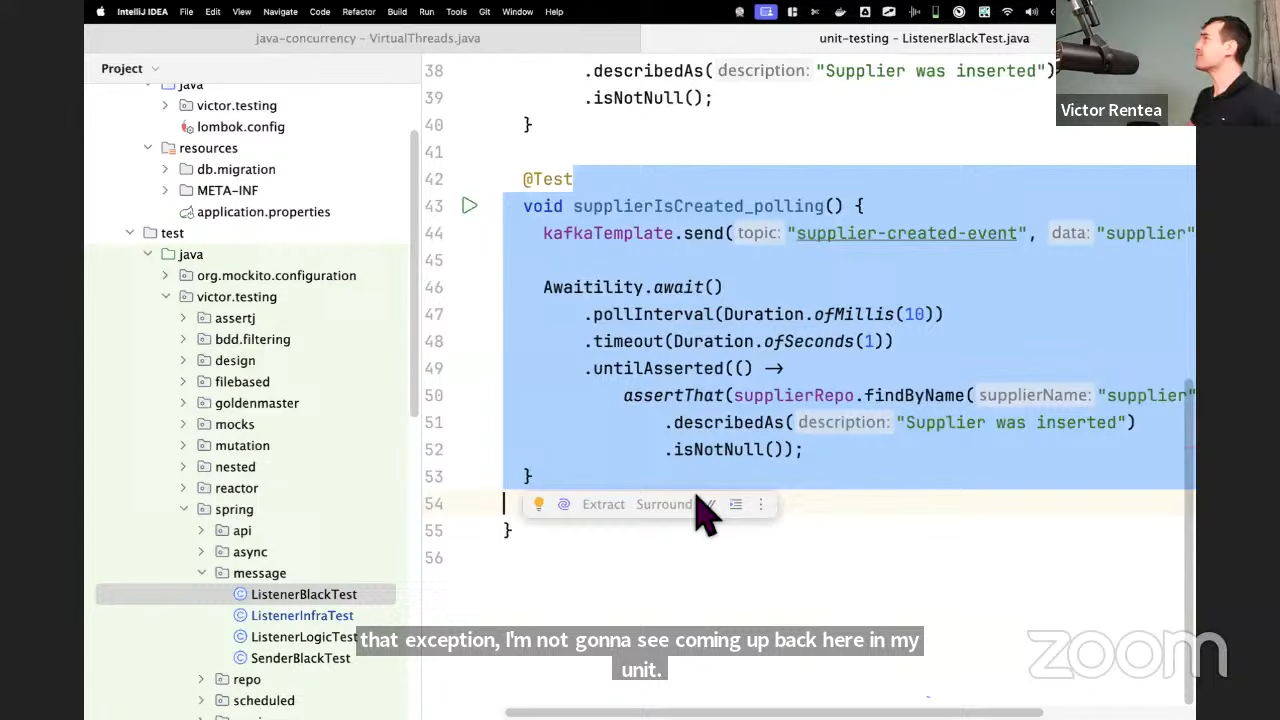 IntelliJ IDEA File Edit View Navigate Code Refactor Build Run Tools Git Window Help
java-concurrency – VirtualThreads.java
unit-testing – ListenerBlackTest.java
Project
java
victor.testing
lombok.config
resources
db.migration
META-INF
application.properties
test
java
org.mockito.configuration
victor.testing
assertj
bdd.filtering
design
filebased
goldenmaster
mocks
mutation
nested
reactor
spring
api
async
message
ListenerBlackTest
ListenerInfraTest
ListenerLogicTest
SenderBlackTest
repo
scheduled
38 .describedAs( description: "Supplier was inserted")
39 .isNotNull();
40 }
41
42 @Test
43 void supplierIsCreated_polling() {
44 kafkaTemplate.send( topic: "supplier-created-event", data: "supplier"
45
46 Awaitility.await()
47 .pollInterval(Duration.ofMillis(10))
48 .timeout(Duration.ofSeconds(1))
49 .untilAsserted(() ->
50 assertThat(supplierRepo.findByName( supplierName: "supplier"
51 .describedAs( description: "Supplier was inserted")
52 .isNotNull());
53 }
54
Extract Surround //
55 }
56
Victor Rentea
that exception, I'm not gonna see coming up back here in my
unit.
zoom